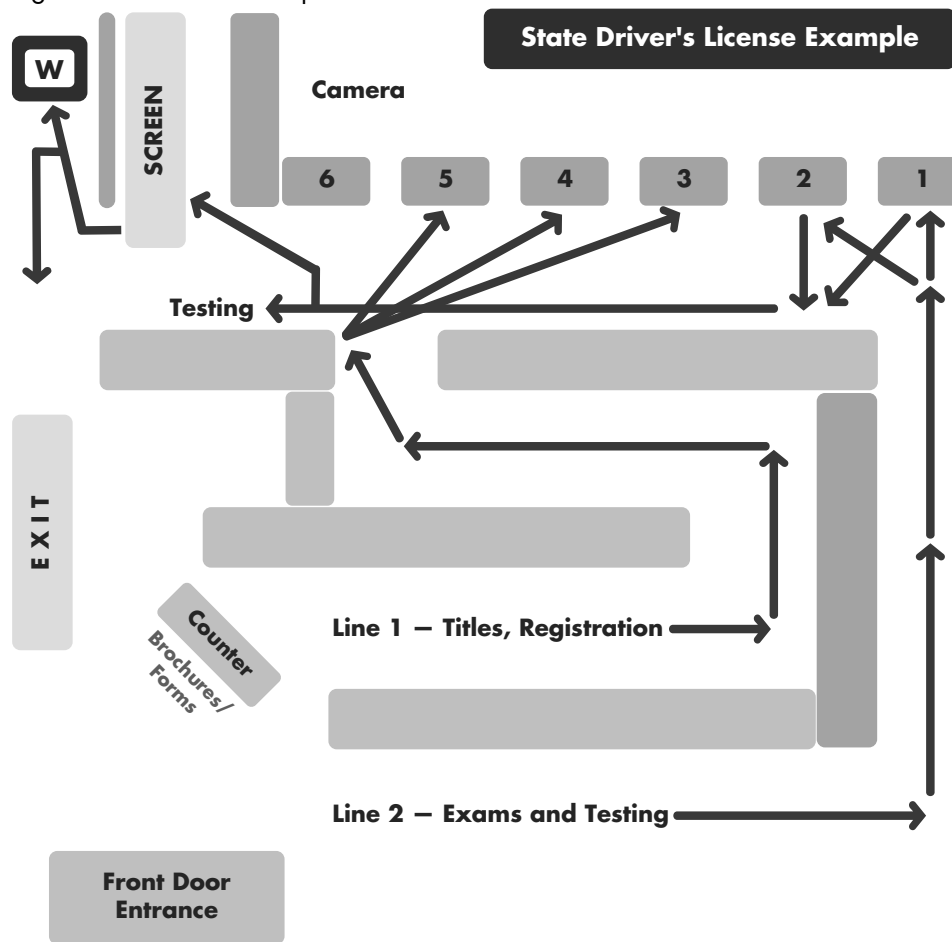 State Driver's License Example
W
SCREEN
Camera
6
5
4
3
2
1
Testing
EXIT
Counter
Brochures/
Forms
Line 1 – Titles, Registration
Line 2 – Exams and Testing
Front Door
Entrance